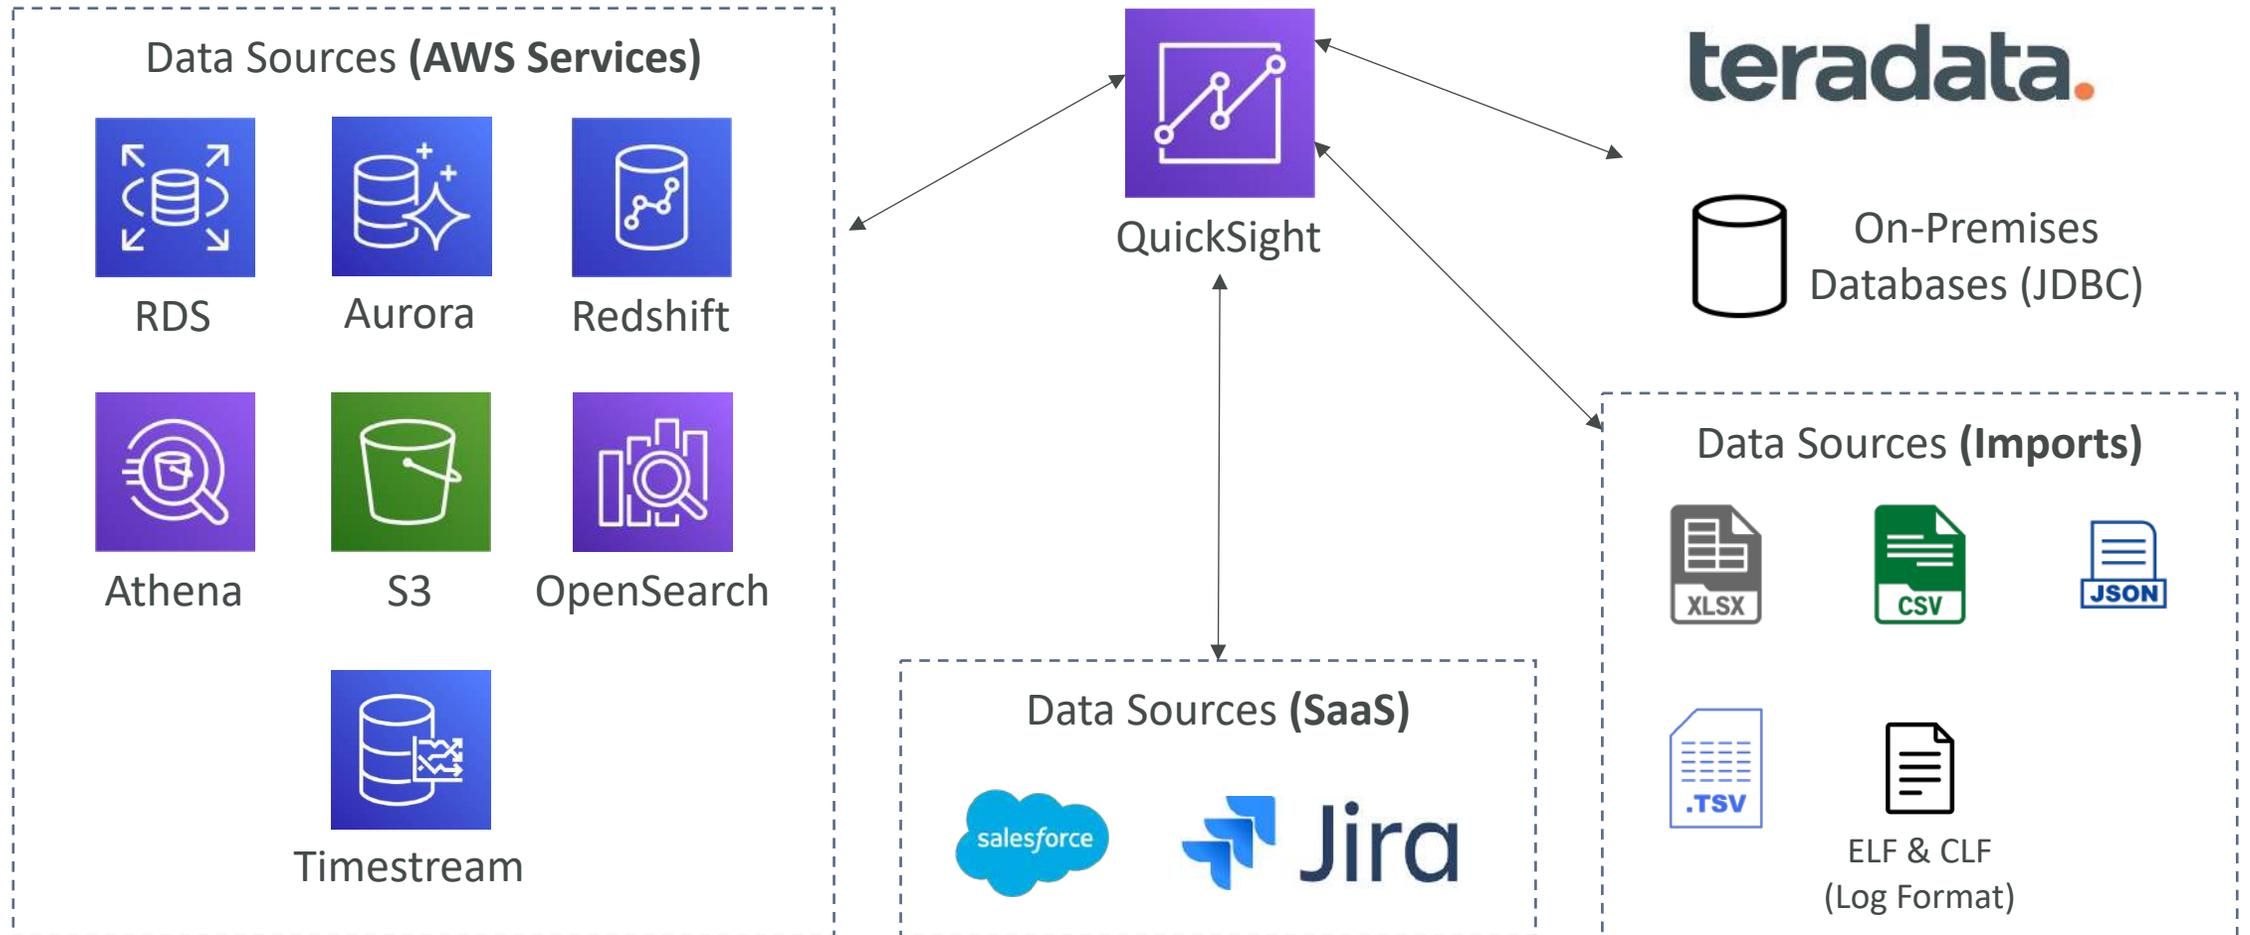 Data Sources (AWS Services)
RDS
Aurora
Redshift
Athena
S3
OpenSearch
Timestream
QuickSight
Data Sources (SaaS)
salesforce
Jira
teradata.
On-Premises
Databases (JDBC)
Data Sources (Imports)
XLSX
CSV
JSON
.TSV
ELF & CLF
(Log Format)